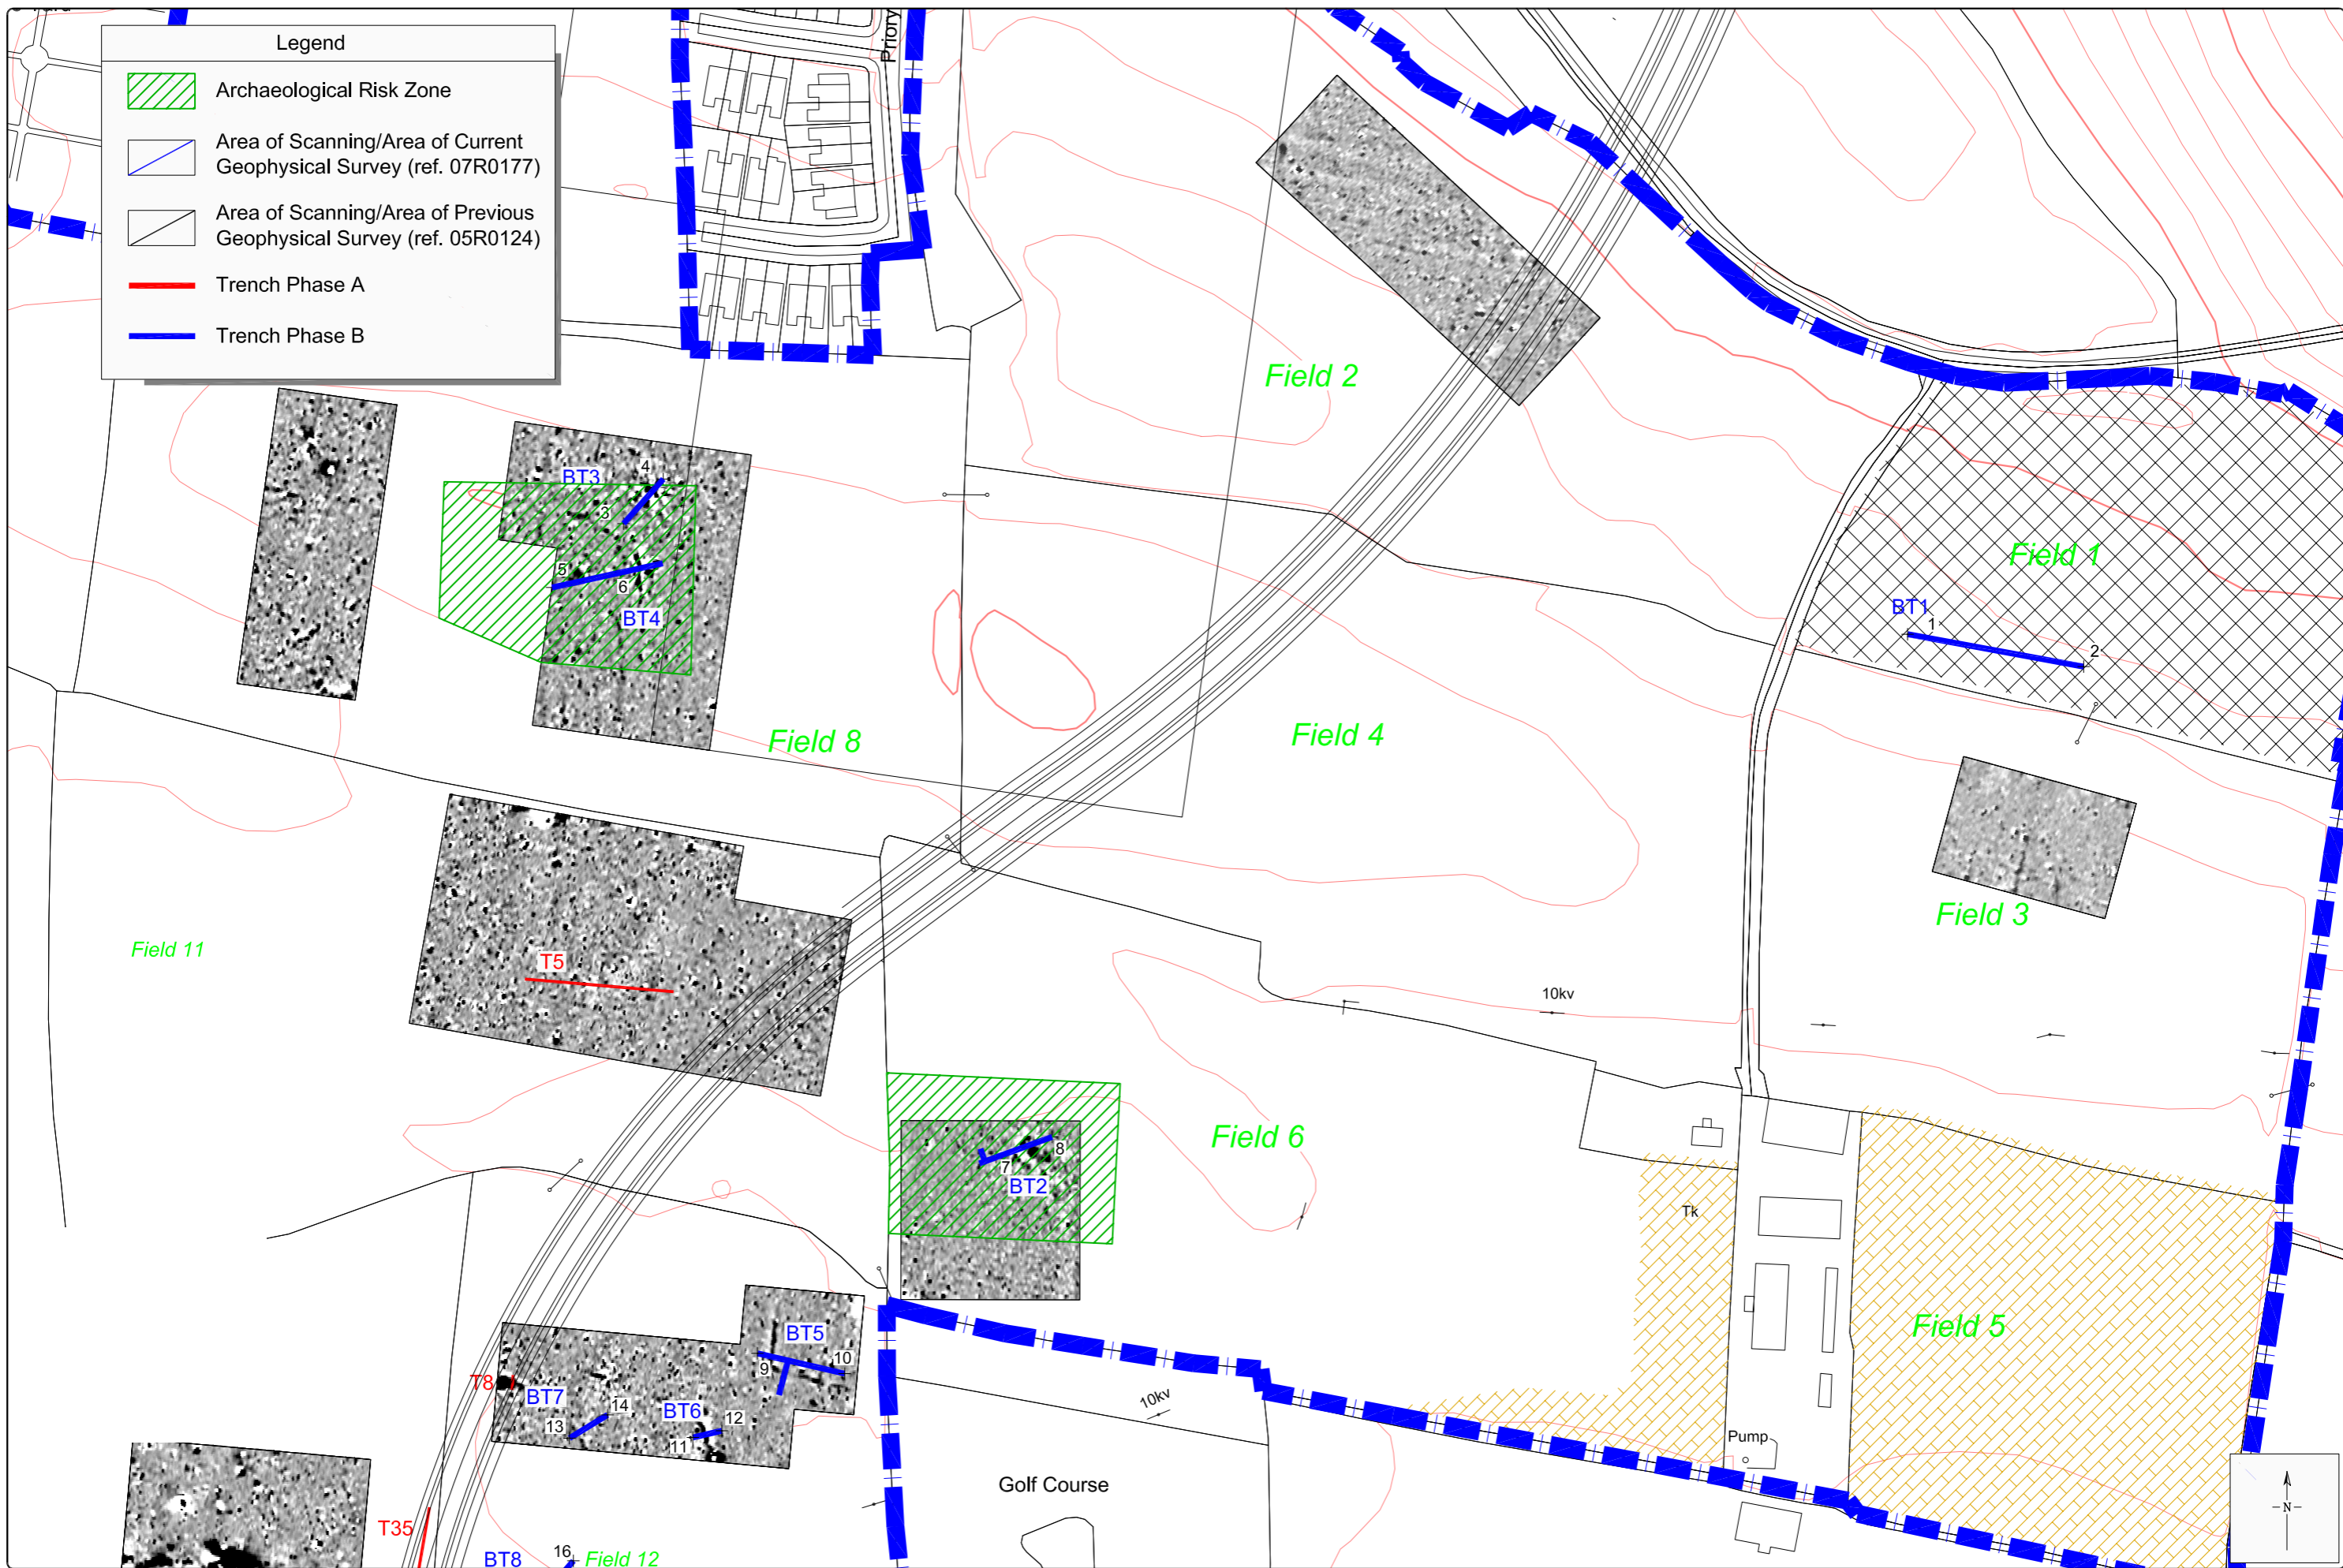 Legend
Archaeological Risk Zone
Area of Scanning/Area of Current
Geophysical Survey (ref. 07R0177)
Area of Scanning/Area of Previous
Geophysical Survey (ref. 05R0124)
Trench Phase A
Trench Phase B
Priory
Field 2
BT3
4
3
5
6
BT4
Field 1
BT1
1
2
Field 8
Field 4
Field 3
Field 11
T5
10kv
Field 6
7
8
BT2
Tk
Field 5
BT5
9
10
T8
BT7
14
13
BT6
12
11
10kv
Pump
Golf Course
T35
BT8
16
Field 12
N